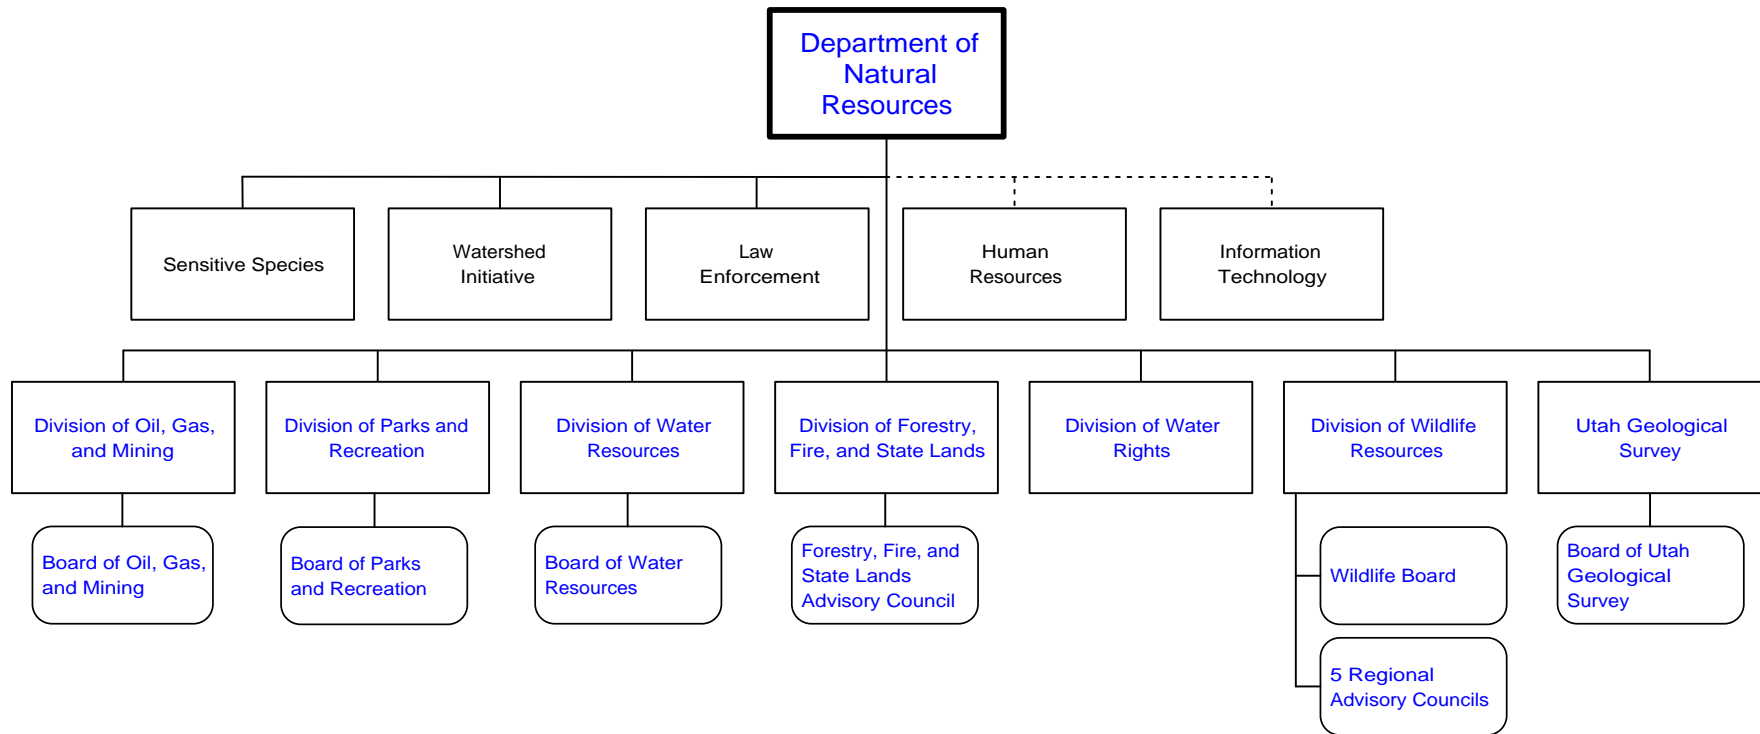 Department of
Natural
Resources
Sensitive Species
Watershed
Initiative
Law
Enforcement
Human
Resources
Information
Technology
Division of Oil, Gas,
and Mining
Division of Parks and
Recreation
Division of Water
Resources
Division of Forestry,
Fire, and State Lands
Division of Water
Rights
Division of Wildlife
Resources
Utah Geological
Survey
Board of Oil, Gas,
and Mining
Board of Parks
and Recreation
Board of Water
Resources
Forestry, Fire, and
State Lands
Advisory Council
Wildlife Board
Board of Utah
Geological
Survey
5 Regional
Advisory Councils